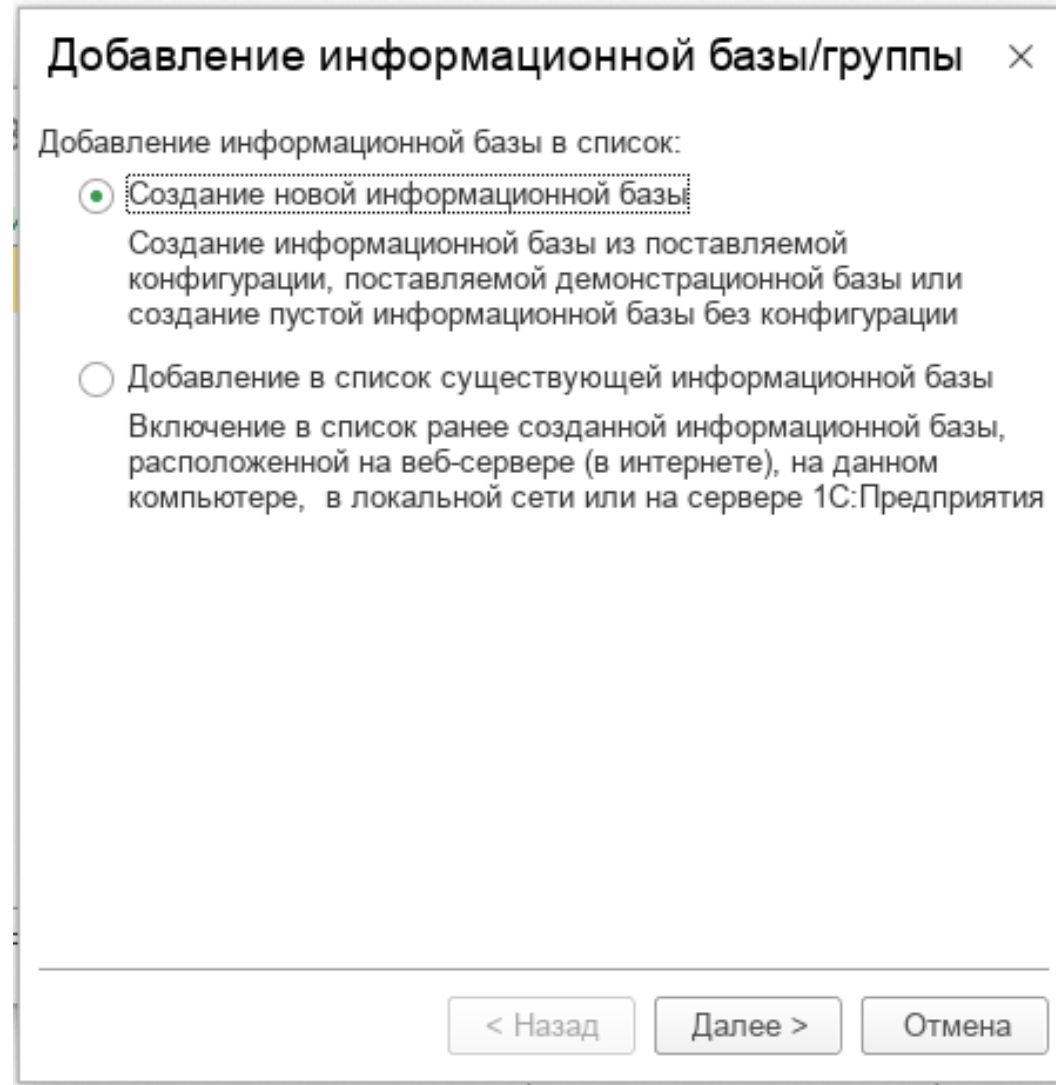 Добавление информационной базы/группы
Добавление информационной базы в список:
Создание новой информационной базы
Создание информационной базы из поставляемой
конфигурации, поставляемой демонстрационной базы или
создание пустой информационной базы без конфигурации
Добавление в список существующей информационной базы
Включение в список ранее созданной информационной базы,
расположенной на веб-сервере (в интернете), на данном
компьютере,  в локальной сети или на сервере 1С:Предприятия
< Назад Далее > Отмена